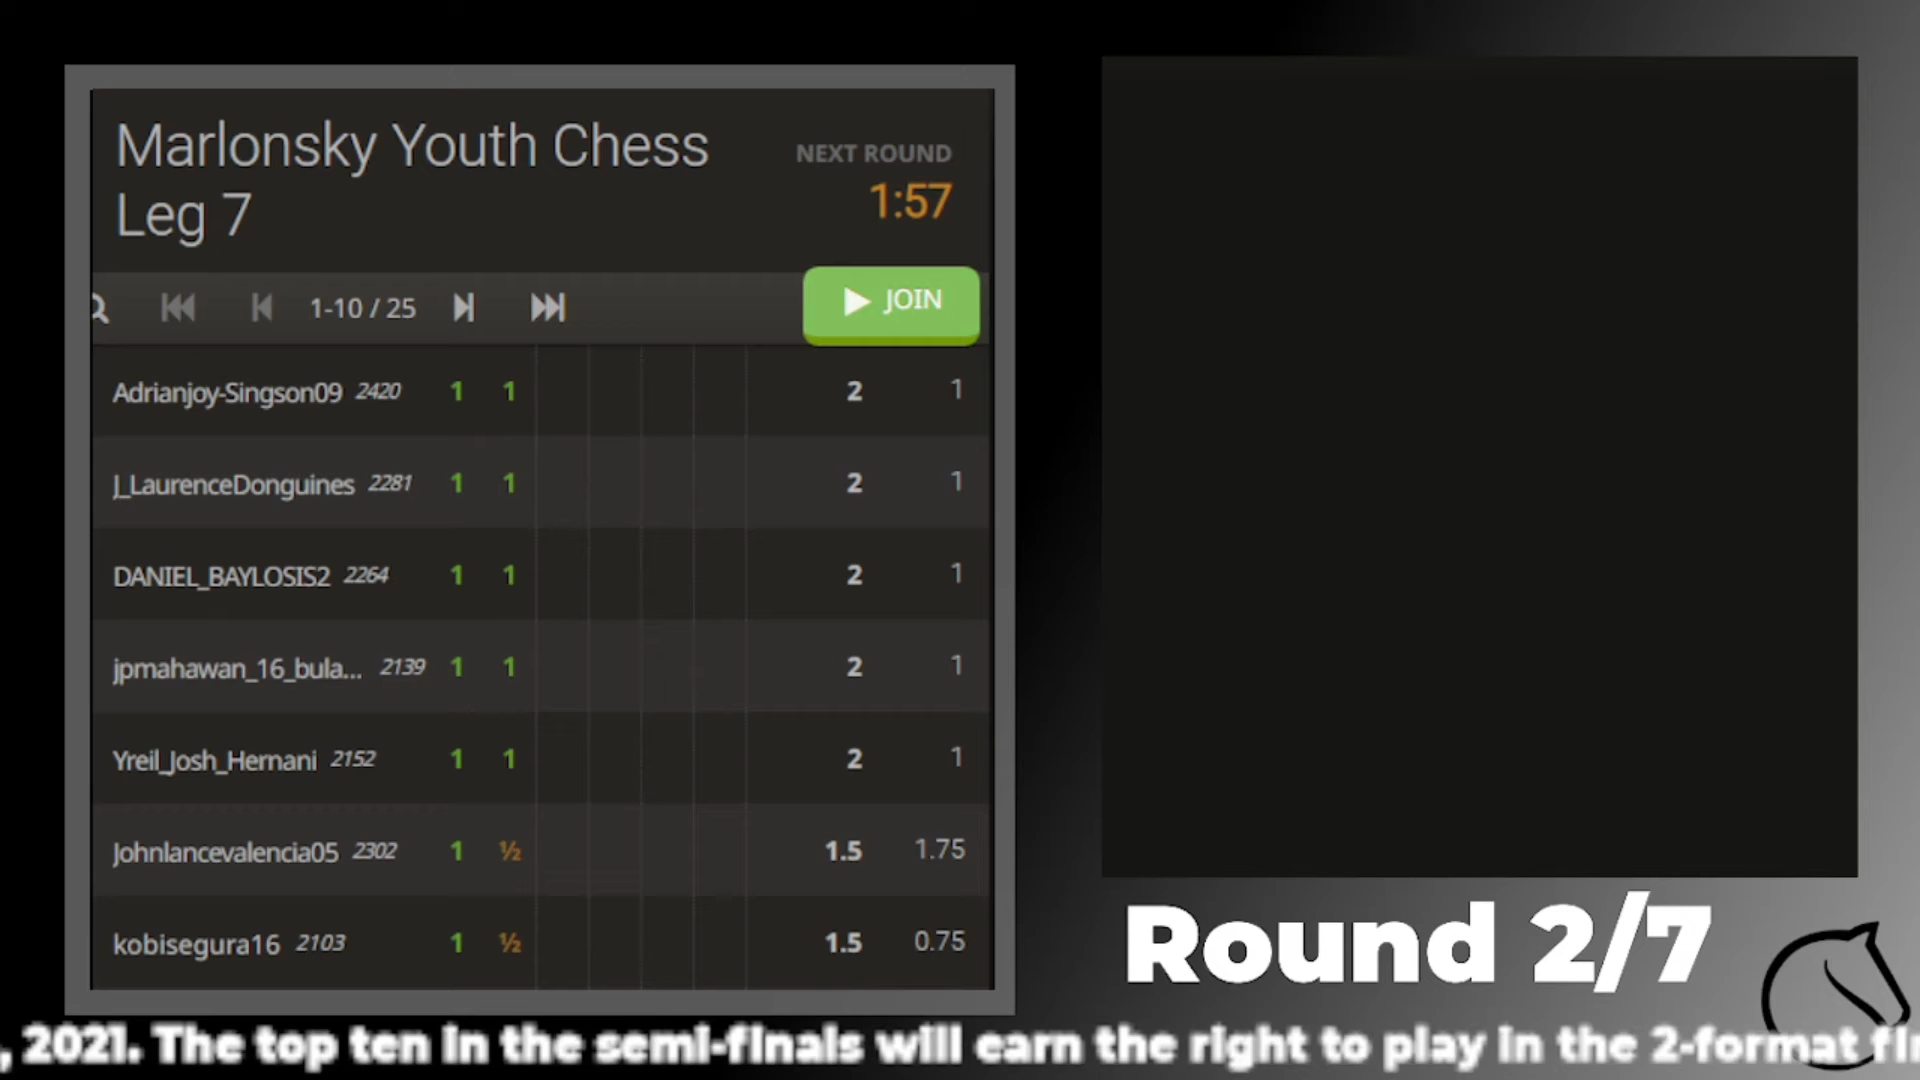 Marlonsky Youth Chess
Leg 7
NEXT ROUND
1:57
1-10 / 25
JOIN
Adrianjoy-Singson09 2420 1 1 2 1
J_LaurenceDonguines 2281 1 1 2 1
DANIEL_BAYLOSIS2 2264 1 1 2 1
jpmahawan_16_bula... 2139 1 1 2 1
Yreil_Josh_Hernani 2152 1 1 2 1
Johnlancevalencia05 2302 1 ½ 1.5 1.75
kobisegura16 2103 1 ½ 1.5 0.75
Round 2/7
, 2021. The top ten in the semi-finals will earn the right to play in the 2-format